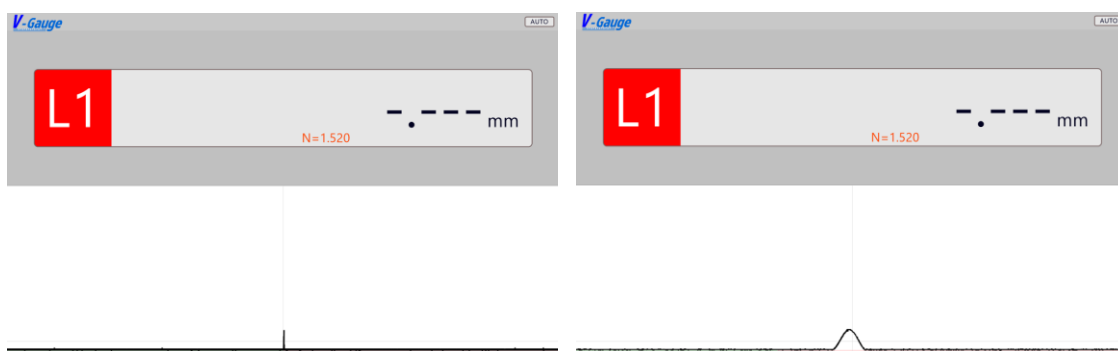 V-Gauge
AUTO
L1
-.--- mm
N=1.520
V-Gauge
AUTO
L1
-.--- mm
N=1.520